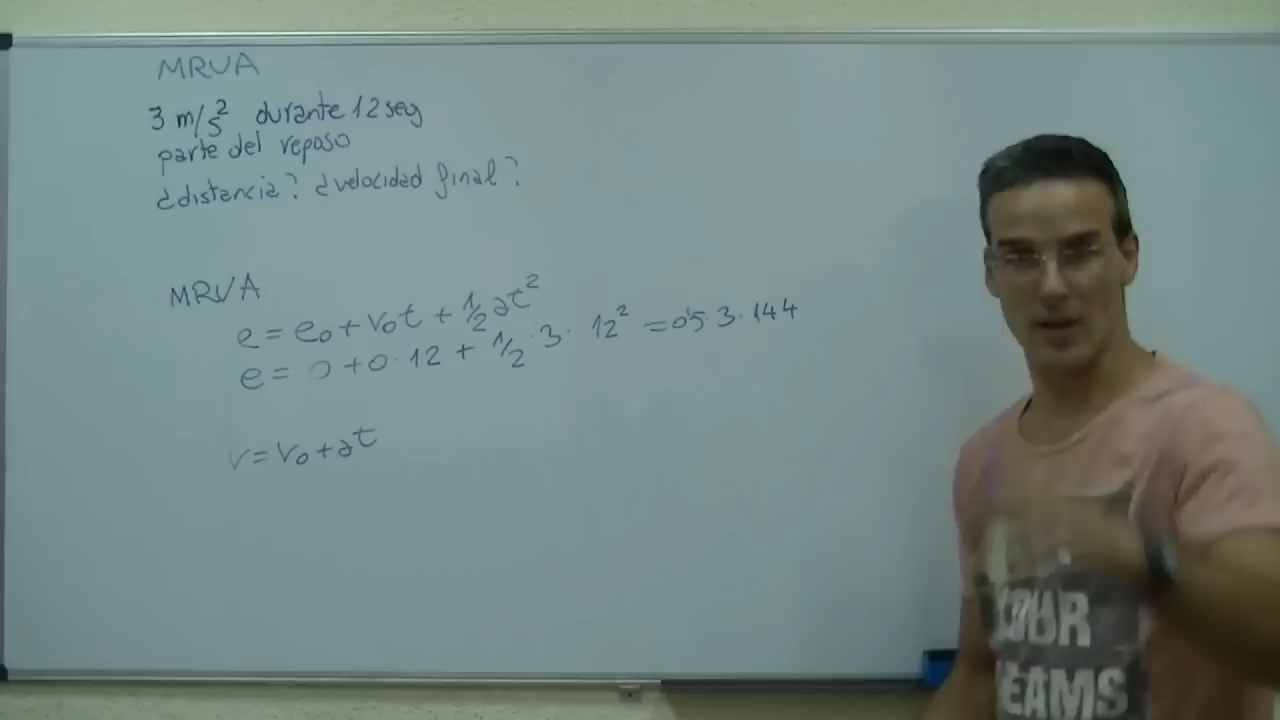 MRUA
3 m/s² durante 12 seg
parte del reposo
¿distancia? ¿velocidad final?
MRVA
e = e₀ + v₀t + 1/2 at²
e = 0 + 0·12 + 1/2 · 3 · 12² = 0'5·3·144
v = v₀ + at